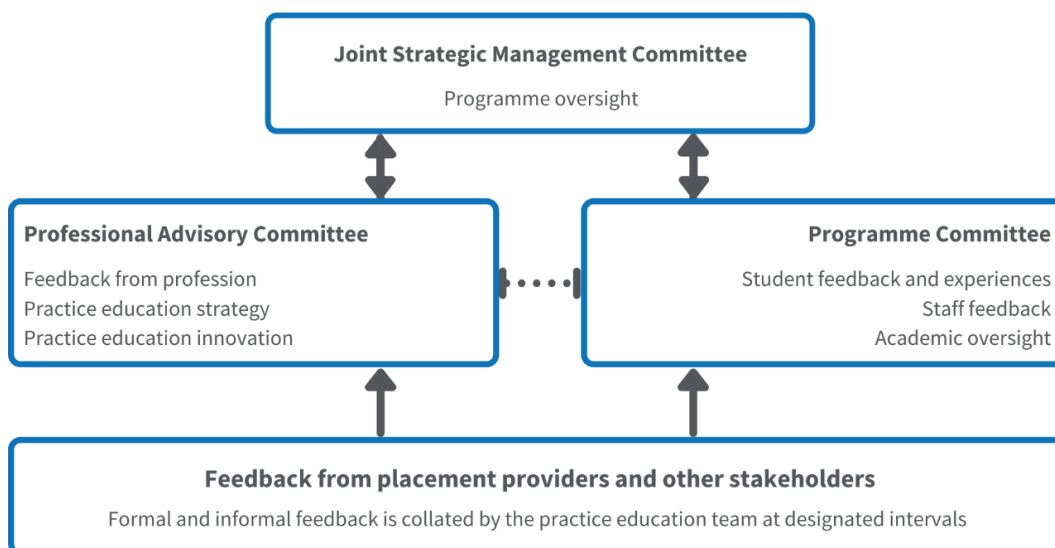 Joint Strategic Management Committee
Programme oversight
Professional Advisory Committee
Feedback from profession
Practice education strategy
Practice education innovation
Programme Committee
Student feedback and experiences
Staff feedback
Academic oversight
Feedback from placement providers and other stakeholders
Formal and informal feedback is collated by the practice education team at designated intervals